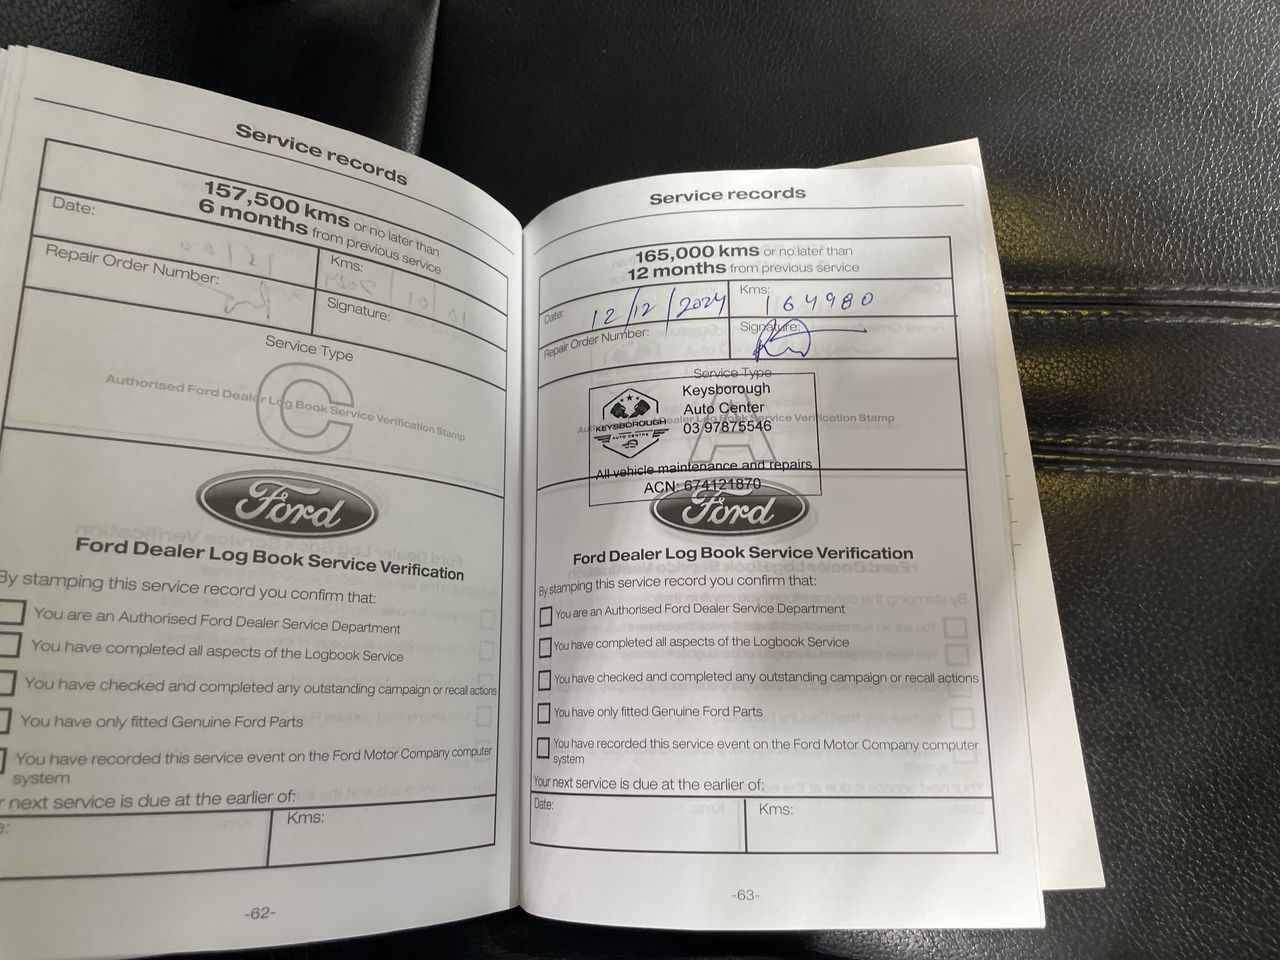 Service records
157,500 kms or no later than
6 months from previous service
Date:
Kms:
Repair Order Number:
Signature:
Service Type
C
Authorised Ford Dealer Log Book Service Verification Stamp
Ford
Ford Dealer Log Book Service Verification
By stamping this service record you confirm that:
You are an Authorised Ford Dealer Service Department
You have completed all aspects of the Logbook Service
You have checked and completed any outstanding campaign or recall actions
You have only fitted Genuine Ford Parts
You have recorded this service event on the Ford Motor Company computer
system
r next service is due at the earlier of:
e:
Kms:
-62-
Service records
165,000 kms or no later than
12 months from previous service
Date: 12/12/2024
Kms: 164980
Repair Order Number:
Signature:
Service Type
A
Keysborough
Auto Center
03 97875546
KEYSBOROUGH
AUTO CENTRE
Dealer Log Book Service Verification Stamp
All vehicle maintenance and repairs
ACN: 674121870
Ford
Ford Dealer Log Book Service Verification
By stamping this service record you confirm that:
You are an Authorised Ford Dealer Service Department
You have completed all aspects of the Logbook Service
You have checked and completed any outstanding campaign or recall actions
You have only fitted Genuine Ford Parts
You have recorded this service event on the Ford Motor Company computer
system
Your next service is due at the earlier of:
Date:
Kms:
-63-